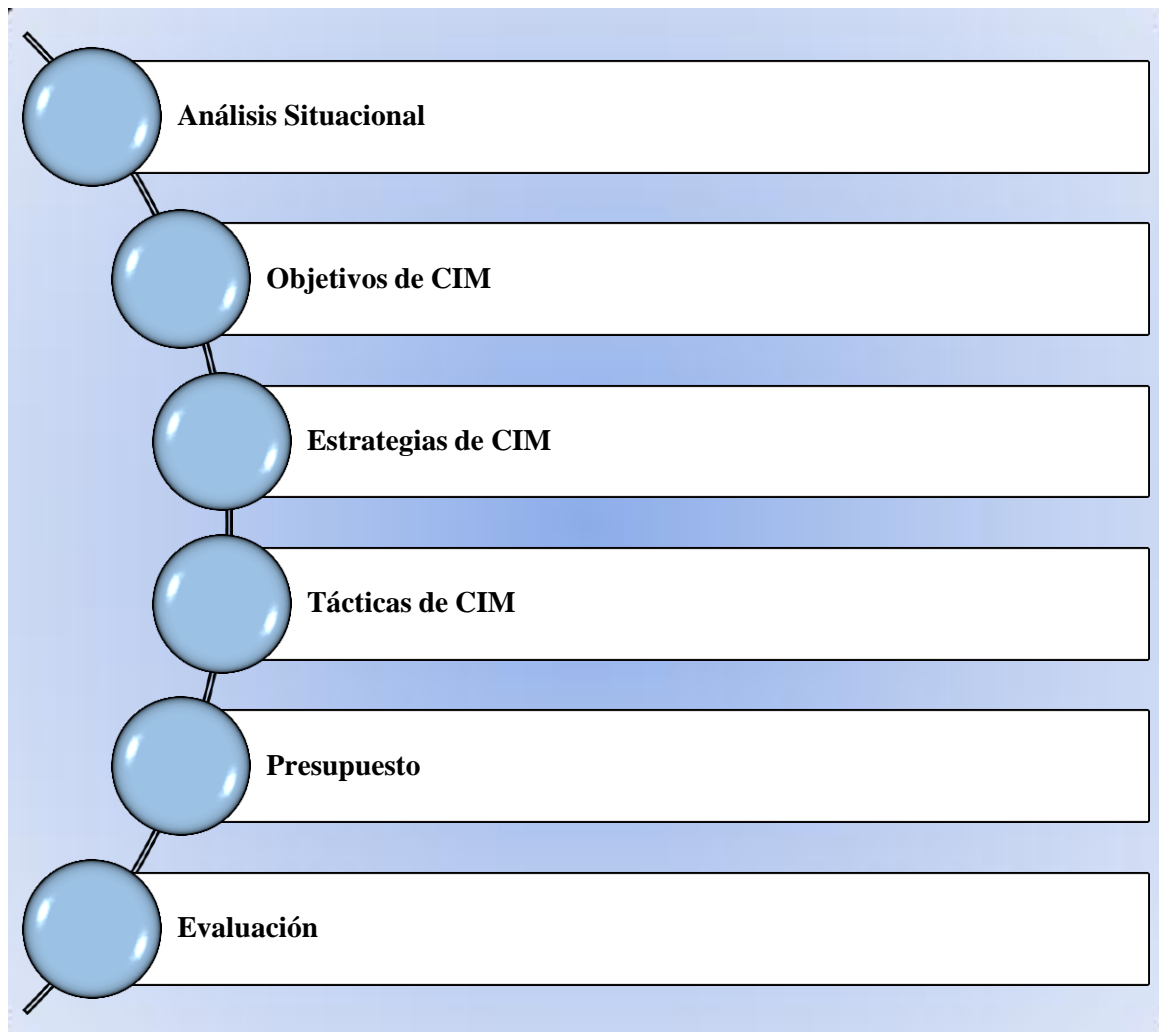 Análisis Situacional
Objetivos de CIM
Estrategias de CIM
Tácticas de CIM
Presupuesto
Evaluación